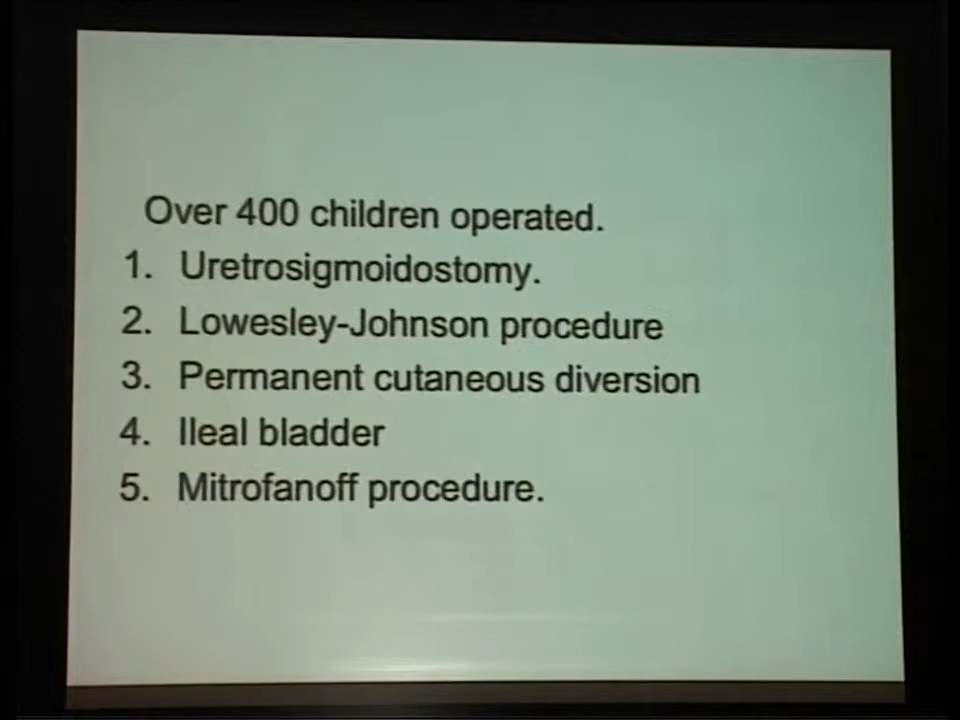 Over 400 children operated.
1. Uretrosigmoidostomy.
2. Lowesley-Johnson procedure
3. Permanent cutaneous diversion
4. Ileal bladder
5. Mitrofanoff procedure.